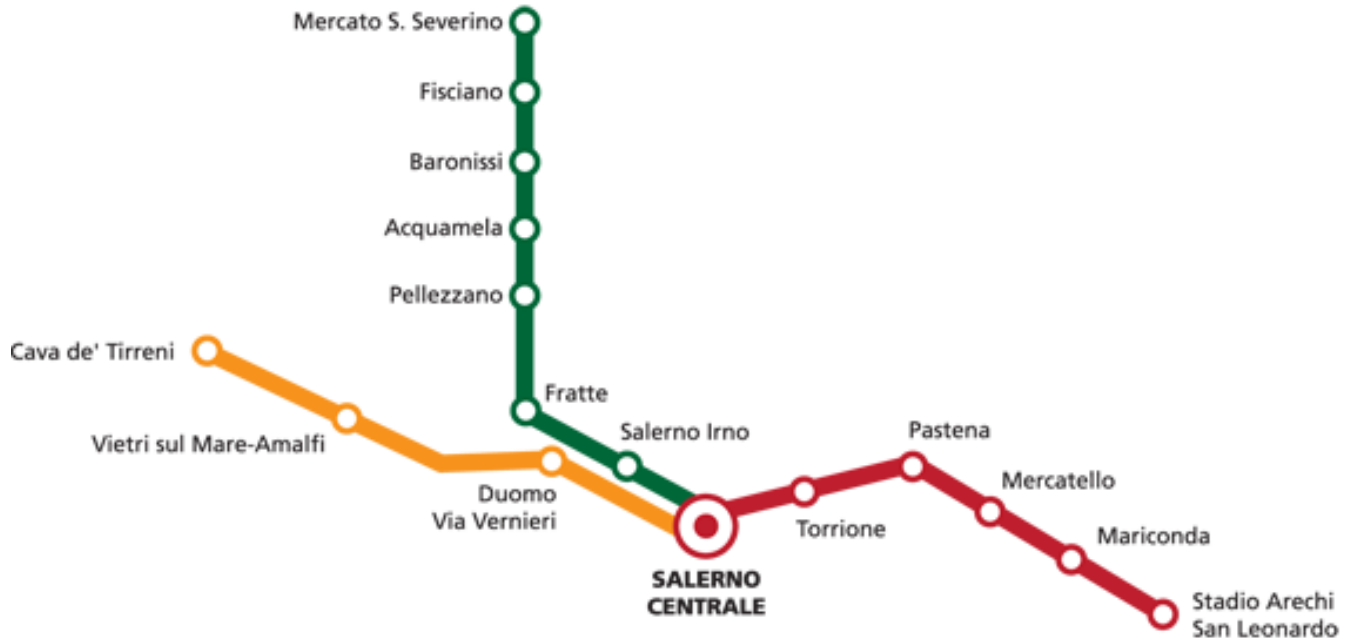 Mercato S. Severino
Fisciano
Baronissi
Acquamela
Pellezzano
Cava de' Tirreni
Fratte
Vietri sul Mare-Amalfi
Salerno Irno
Duomo
Via Vernieri
SALERNO
CENTRALE
Torrione
Pastena
Mercatello
Mariconda
Stadio Arechi
San Leonardo